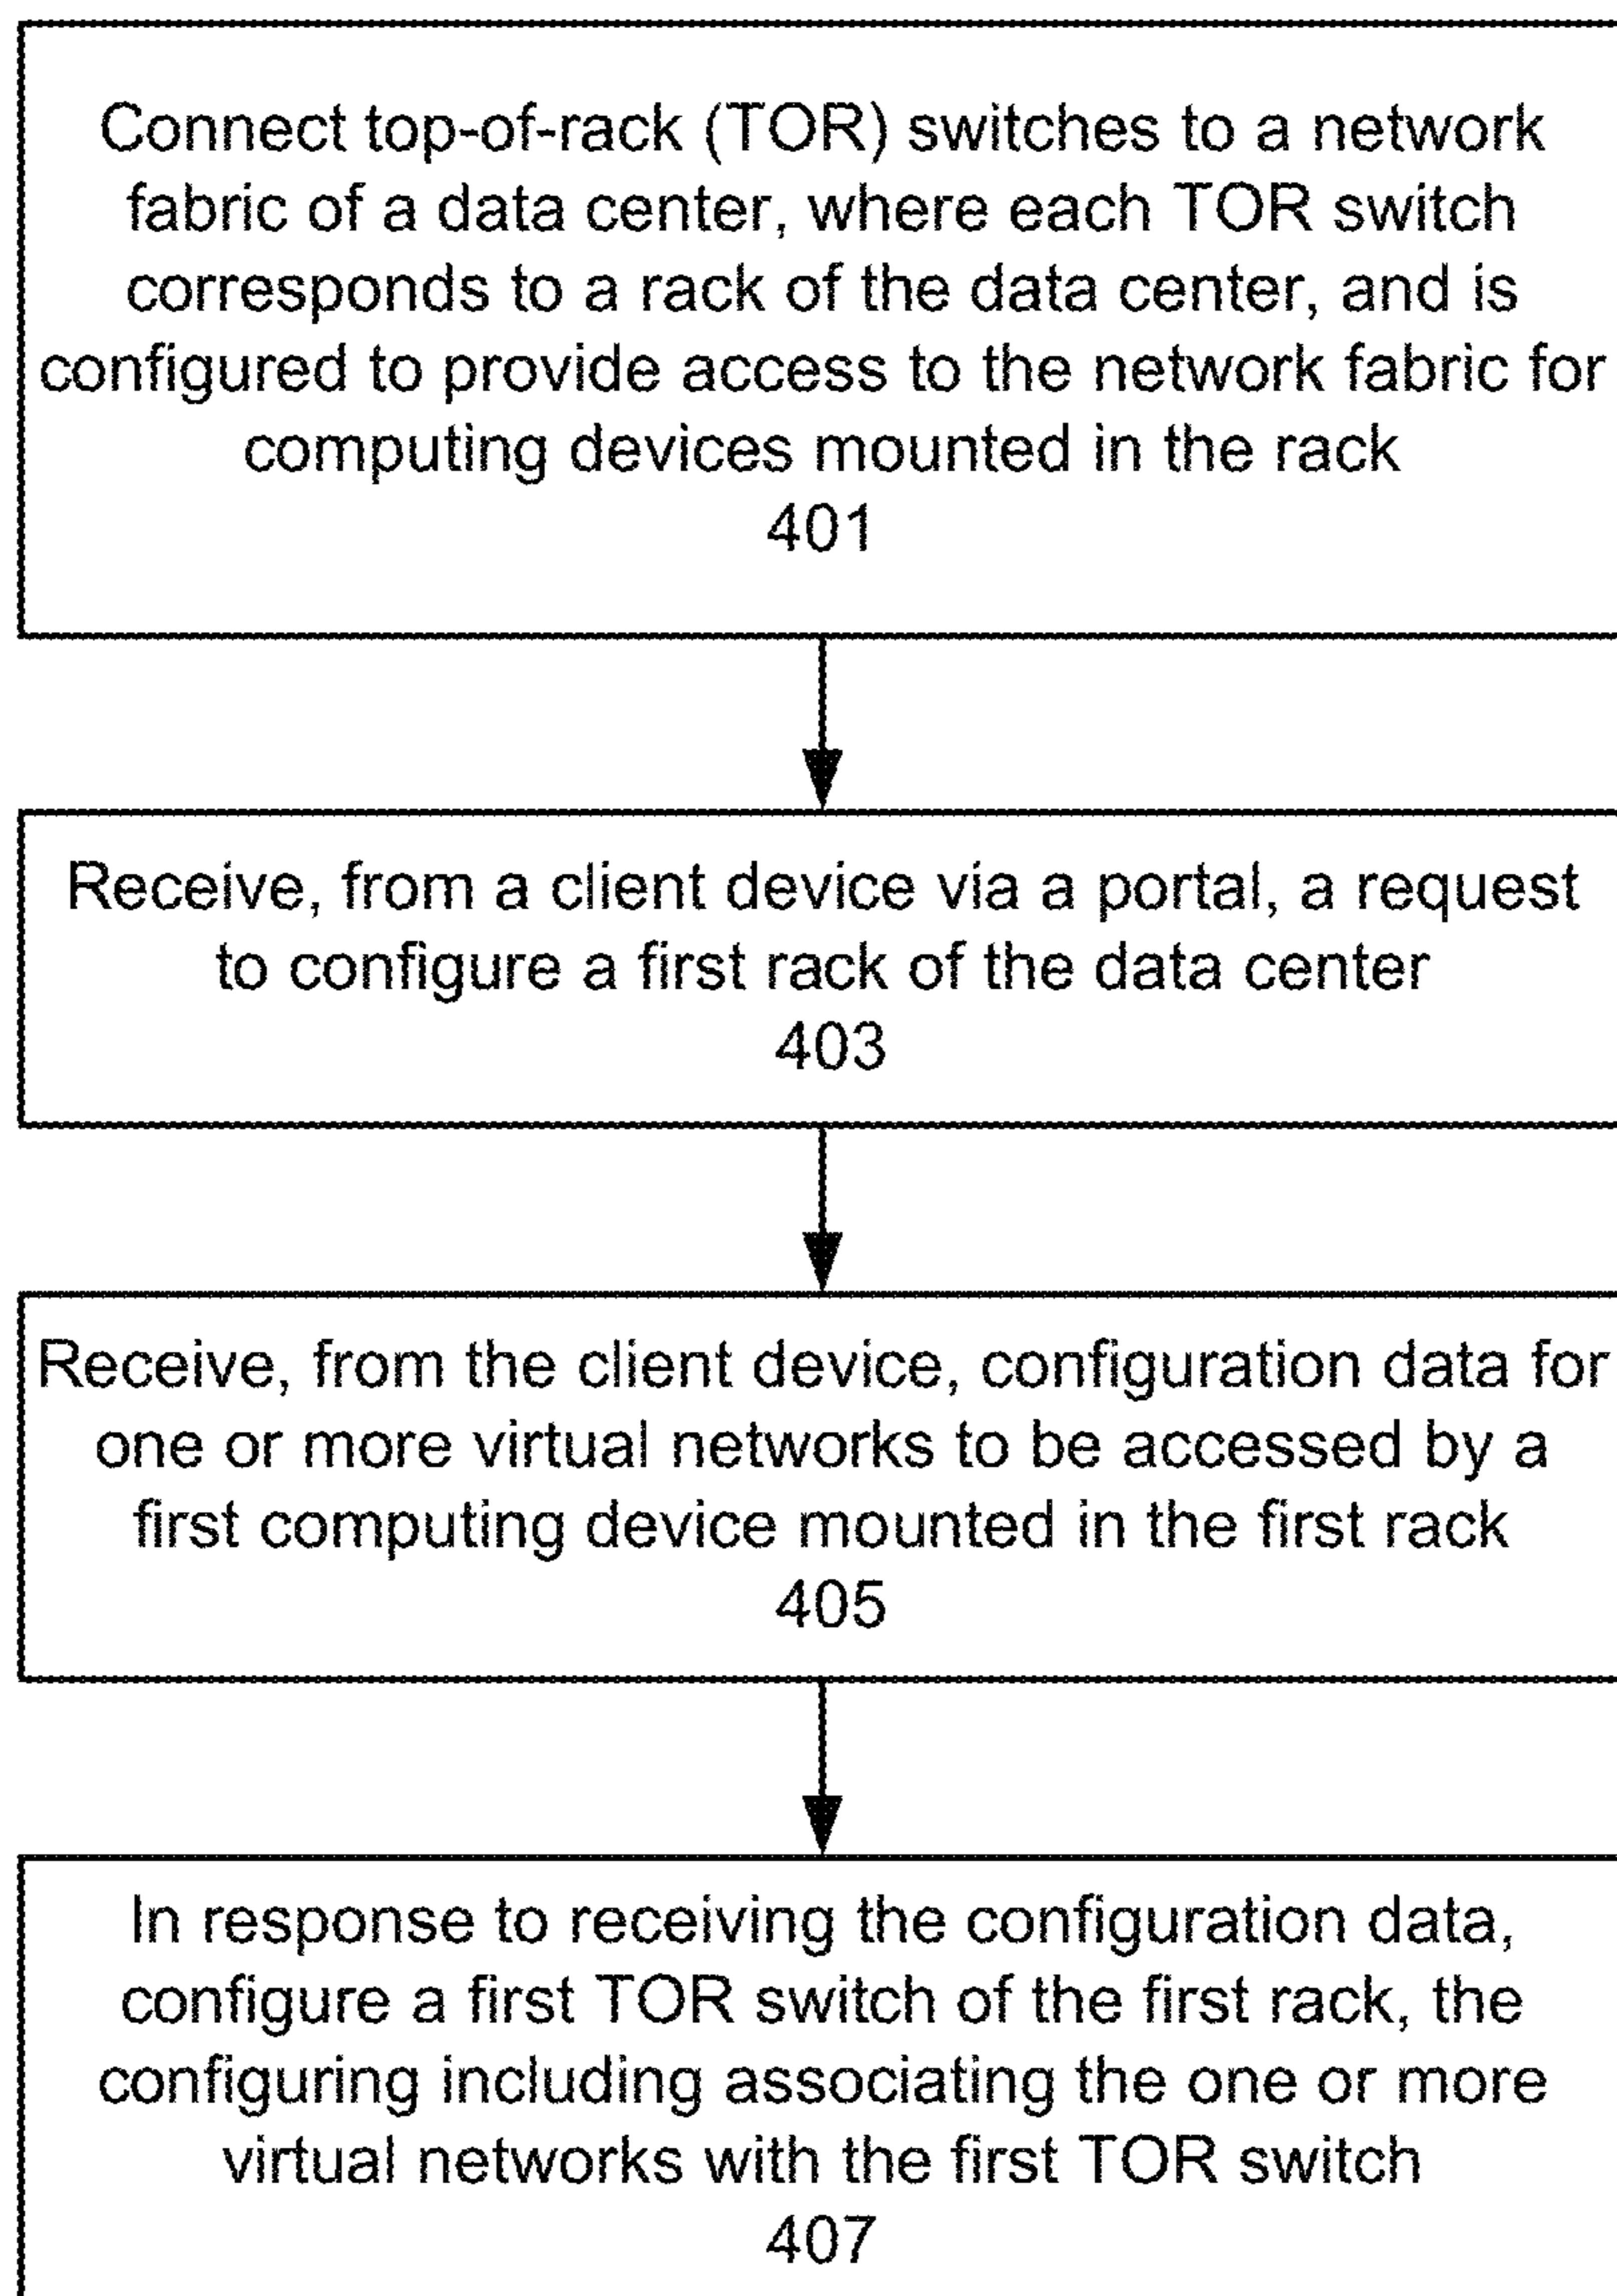 Connect top-of-rack (TOR) switches to a network
fabric of a data center, where each TOR switch
corresponds to a rack of the data center, and is
configured to provide access to the network fabric for
computing devices mounted in the rack
401
Receive, from a client device via a portal, a request
to configure a first rack of the data center
403
Receive, from the client device, configuration data for
one or more virtual networks to be accessed by a
first computing device mounted in the first rack
405
In response to receiving the configuration data,
configure a first TOR switch of the first rack, the
configuring including associating the one or more
virtual networks with the first TOR switch
407